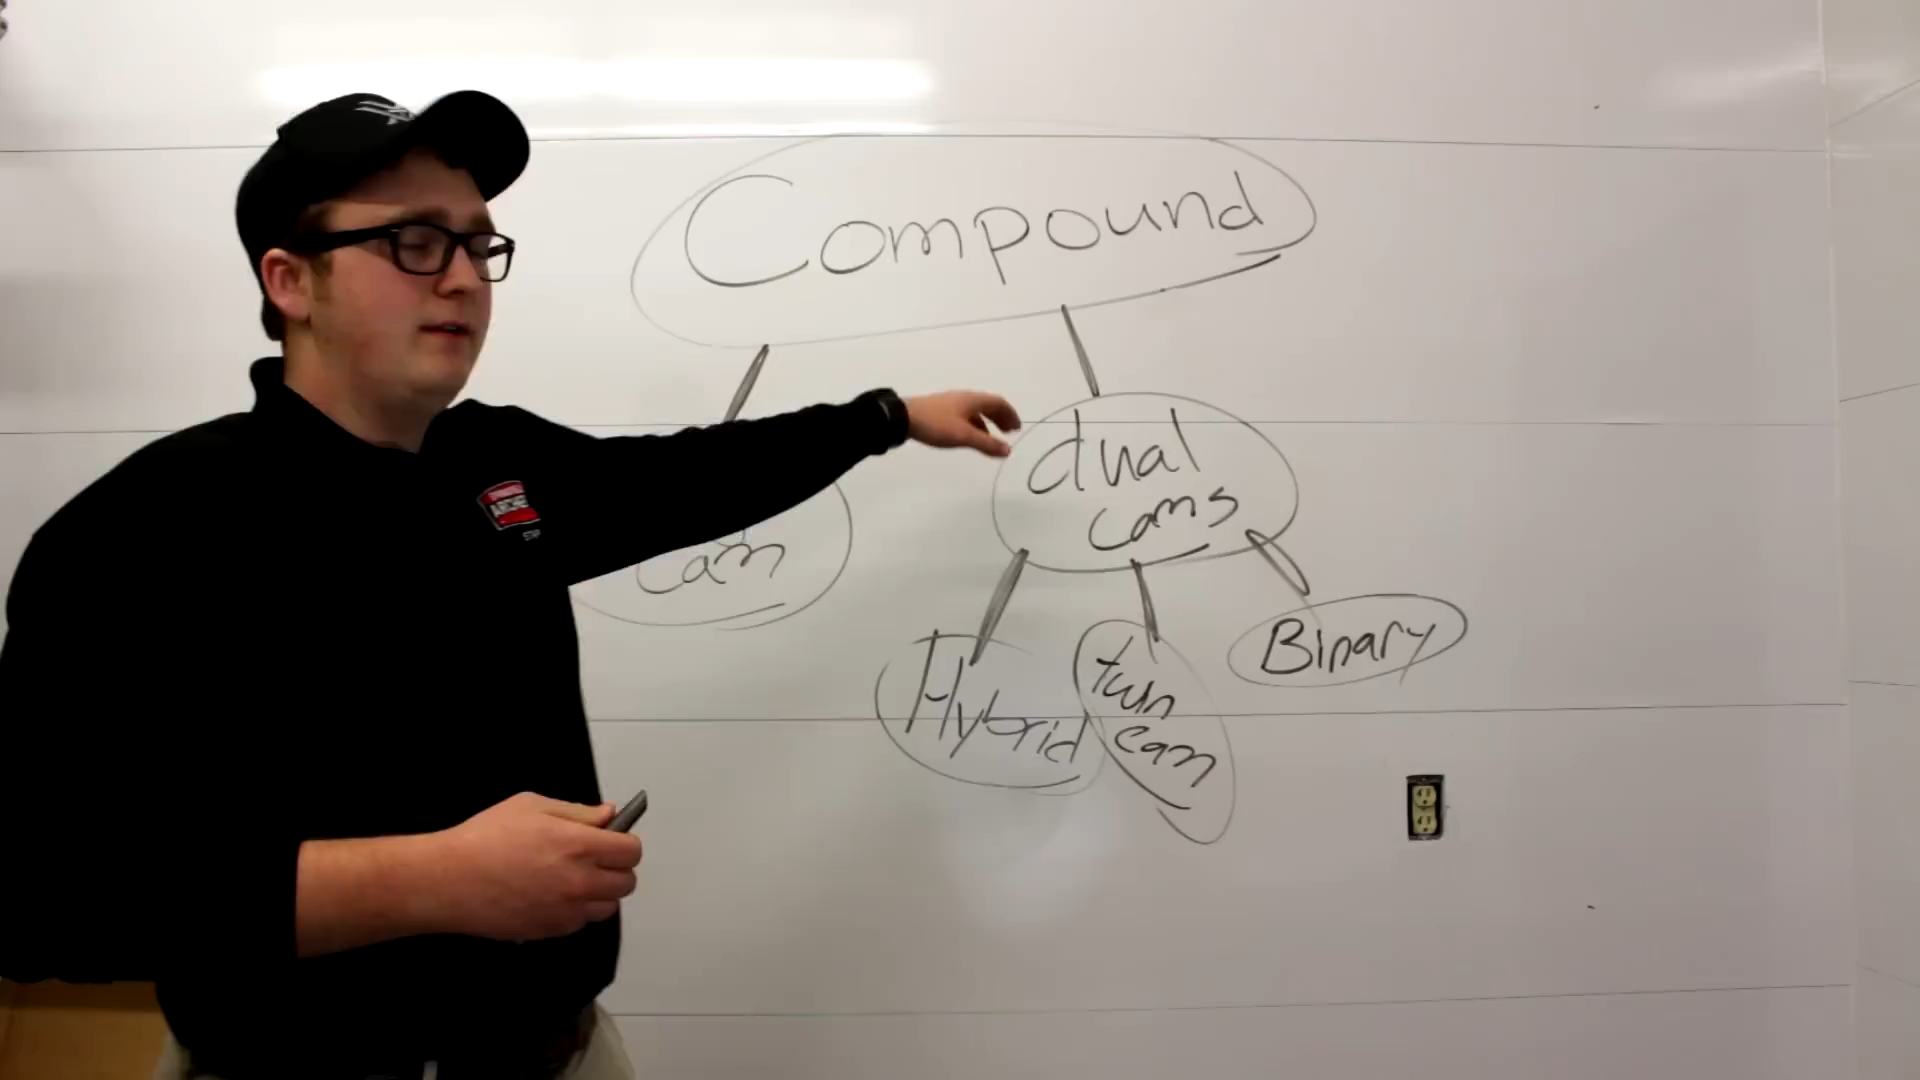 Compound
dual
cams
Cam
Hybrid
twin
cam
Binary